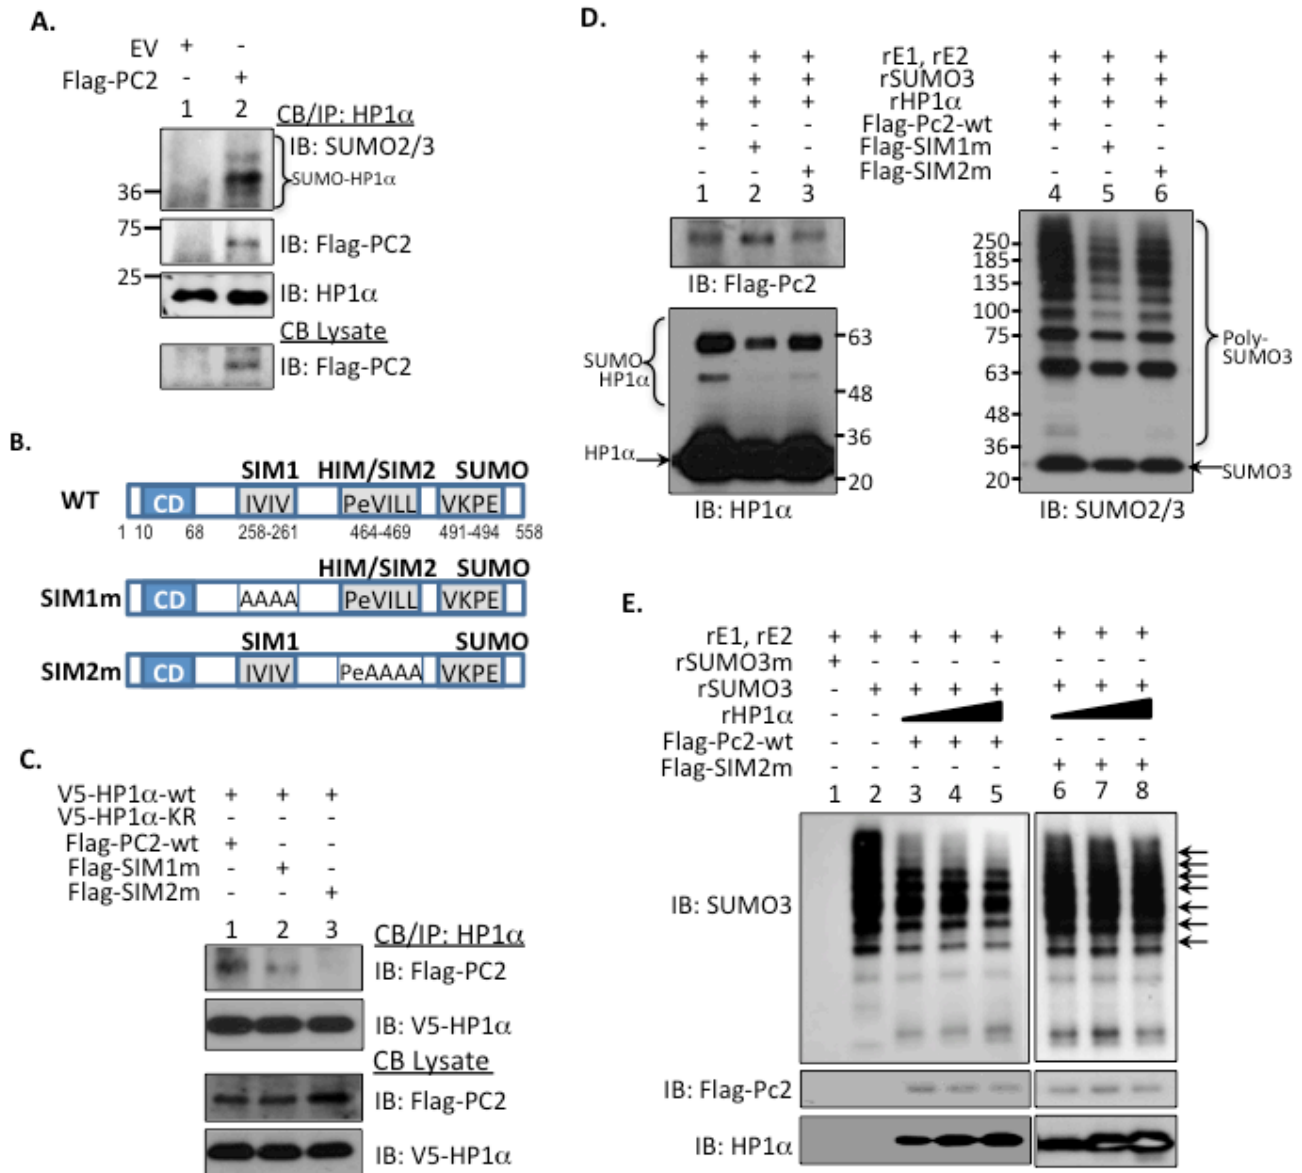 A.
EV + -
Flag-PC2 - +
1 2 CB/IP: HP1α
IB: SUMO2/3
SUMO-HP1α
36
75
IB: Flag-PC2
25
IB: HP1α
CB Lysate
IB: Flag-PC2
B.
SIM1 HIM/SIM2 SUMO
WT CD IVIV PeVILL VKPE
1 10 68 258-261 464-469 491-494 558
HIM/SIM2 SUMO
SIM1m CD AAAA PeVILL VKPE
SIM1 SUMO
SIM2m CD IVIV PeAAAA VKPE
C.
V5-HP1α-wt + + +
V5-HP1α-KR - - -
Flag-PC2-wt + - -
Flag-SIM1m - + -
Flag-SIM2m - - +
1 2 3 CB/IP: HP1α
IB: Flag-PC2
IB: V5-HP1α
CB Lysate
IB: Flag-PC2
IB: V5-HP1α
D.
+ + + rE1, rE2 + + +
+ + + rSUMO3 + + +
+ + + rHP1α + + +
+ - - Flag-Pc2-wt + - -
- + - Flag-SIM1m - + -
- - + Flag-SIM2m - - +
1 2 3 4 5 6
IB: Flag-Pc2
SUMO
HP1α
HP1α
63
48
36
20
IB: HP1α
250
185
135
100
75
63
48
36
20
Poly-
SUMO3
SUMO3
IB: SUMO2/3
E.
rE1, rE2 + + + + + + + +
rSUMO3m + - - - - - - -
rSUMO3 - + + + + + + +
rHP1α - -
Flag-Pc2-wt - - + + + - - -
Flag-SIM2m - - - - - + + +
1 2 3 4 5 6 7 8
IB: SUMO3
IB: Flag-Pc2
IB: HP1α